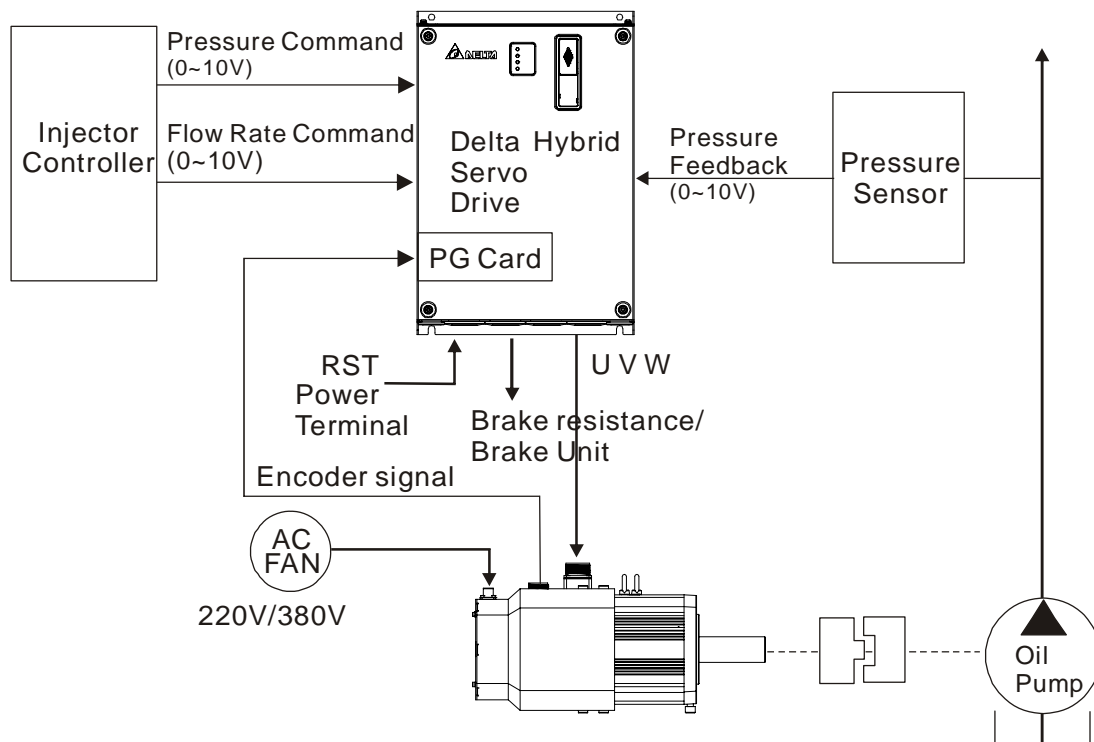 Pressure Command
(0~10V)
Injector
Controller
Flow Rate Command
(0~10V)
DELTA
Delta Hybrid
Servo
Drive
PG Card
Pressure
Feedback
(0~10V)
Pressure
Sensor
RST
Power
Terminal
U V W
Brake resistance/
Brake Unit
Encoder signal
AC
FAN
220V/380V
Oil
Pump